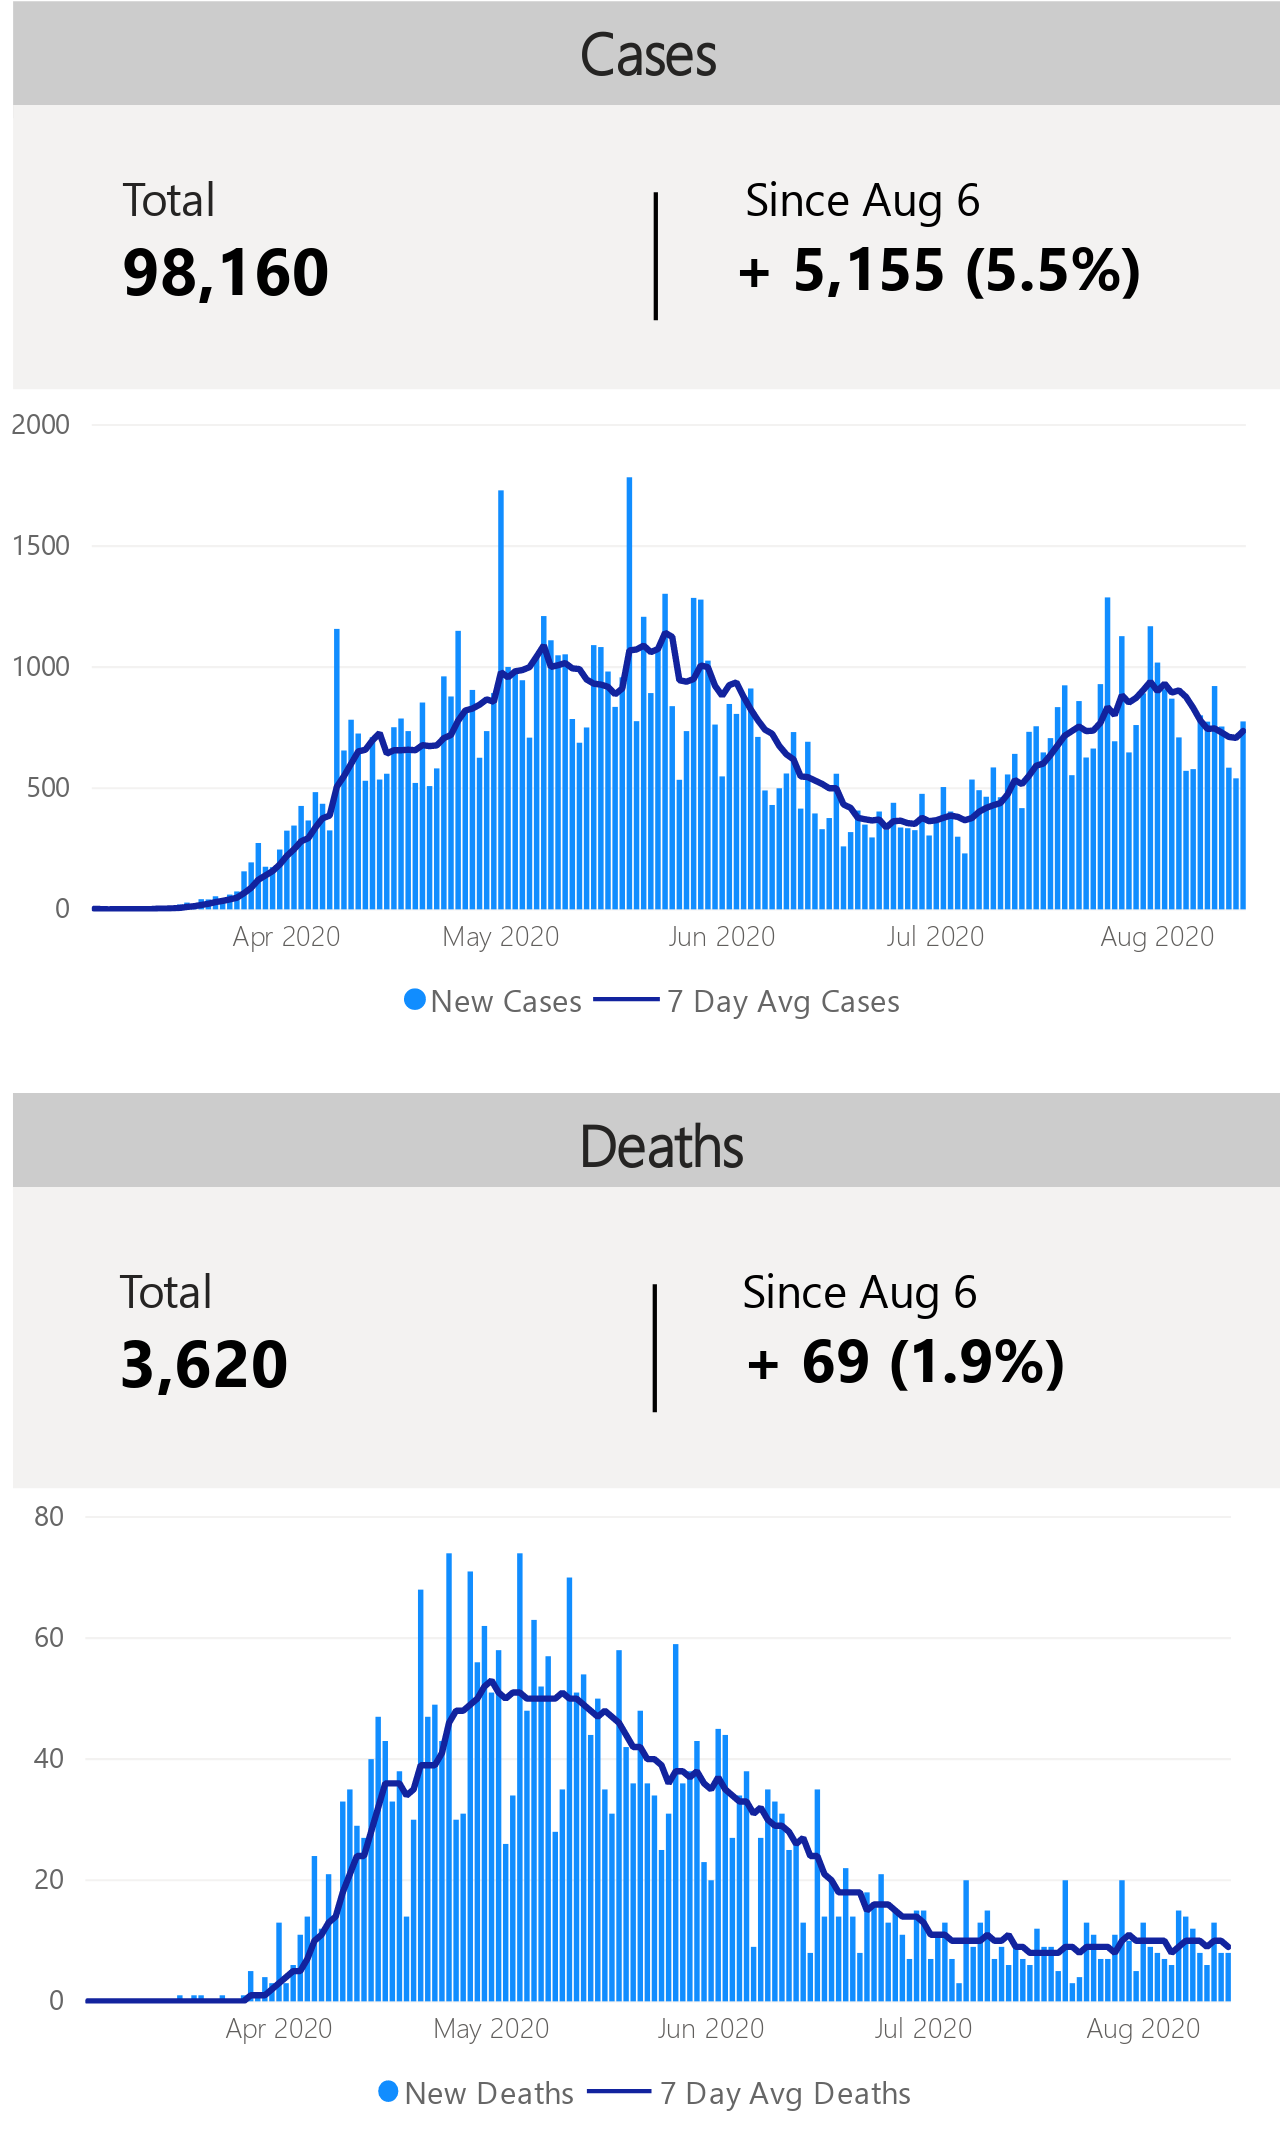 Cases
Total
Since Aug 6
98,160
+ 5,155 (5.5%)
2000
1500
1000
500
0
Apr 2020
May 2020
Jun 2020
Jul 2020
Aug 2020
New Cases
7 Day Avg Cases
Deaths
Total
Since Aug 6
3,620
+ 69 (1.9%)
80
60
40
20
0
Apr 2020
May 2020
Jun 2020
Jul 2020
Aug 2020
New Deaths
7 Day Avg Deaths